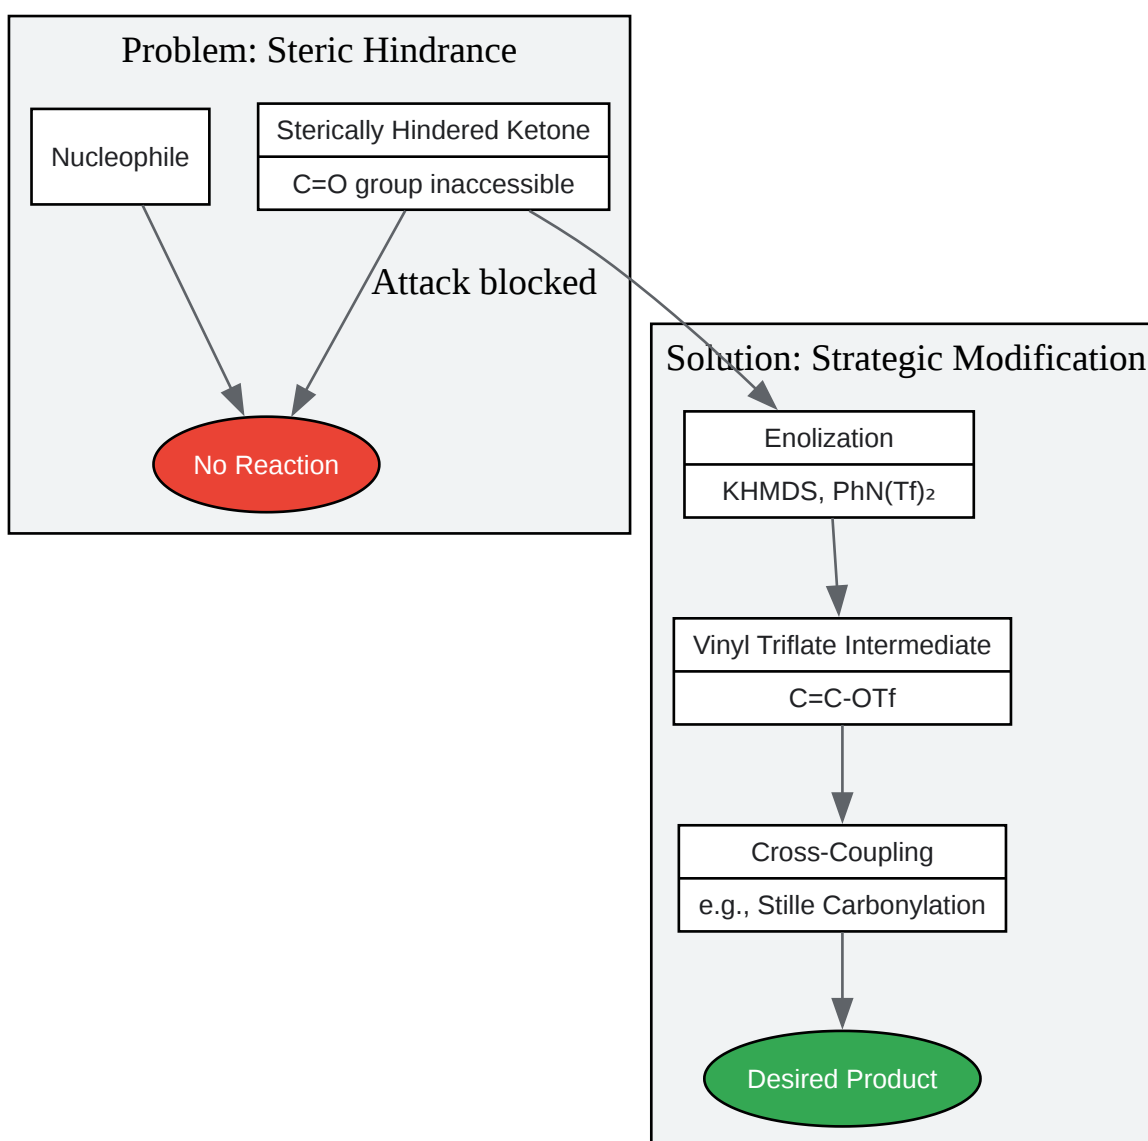 Problem: Steric Hindrance
Nucleophile
Sterically Hindered Ketone
C=O group inaccessible
Attack blocked
No Reaction
Solution: Strategic Modification
Enolization
KHMDS, PhN(Tf)₂
Vinyl Triflate Intermediate
C=C-OTf
Cross-Coupling
e.g., Stille Carbonylation
Desired Product